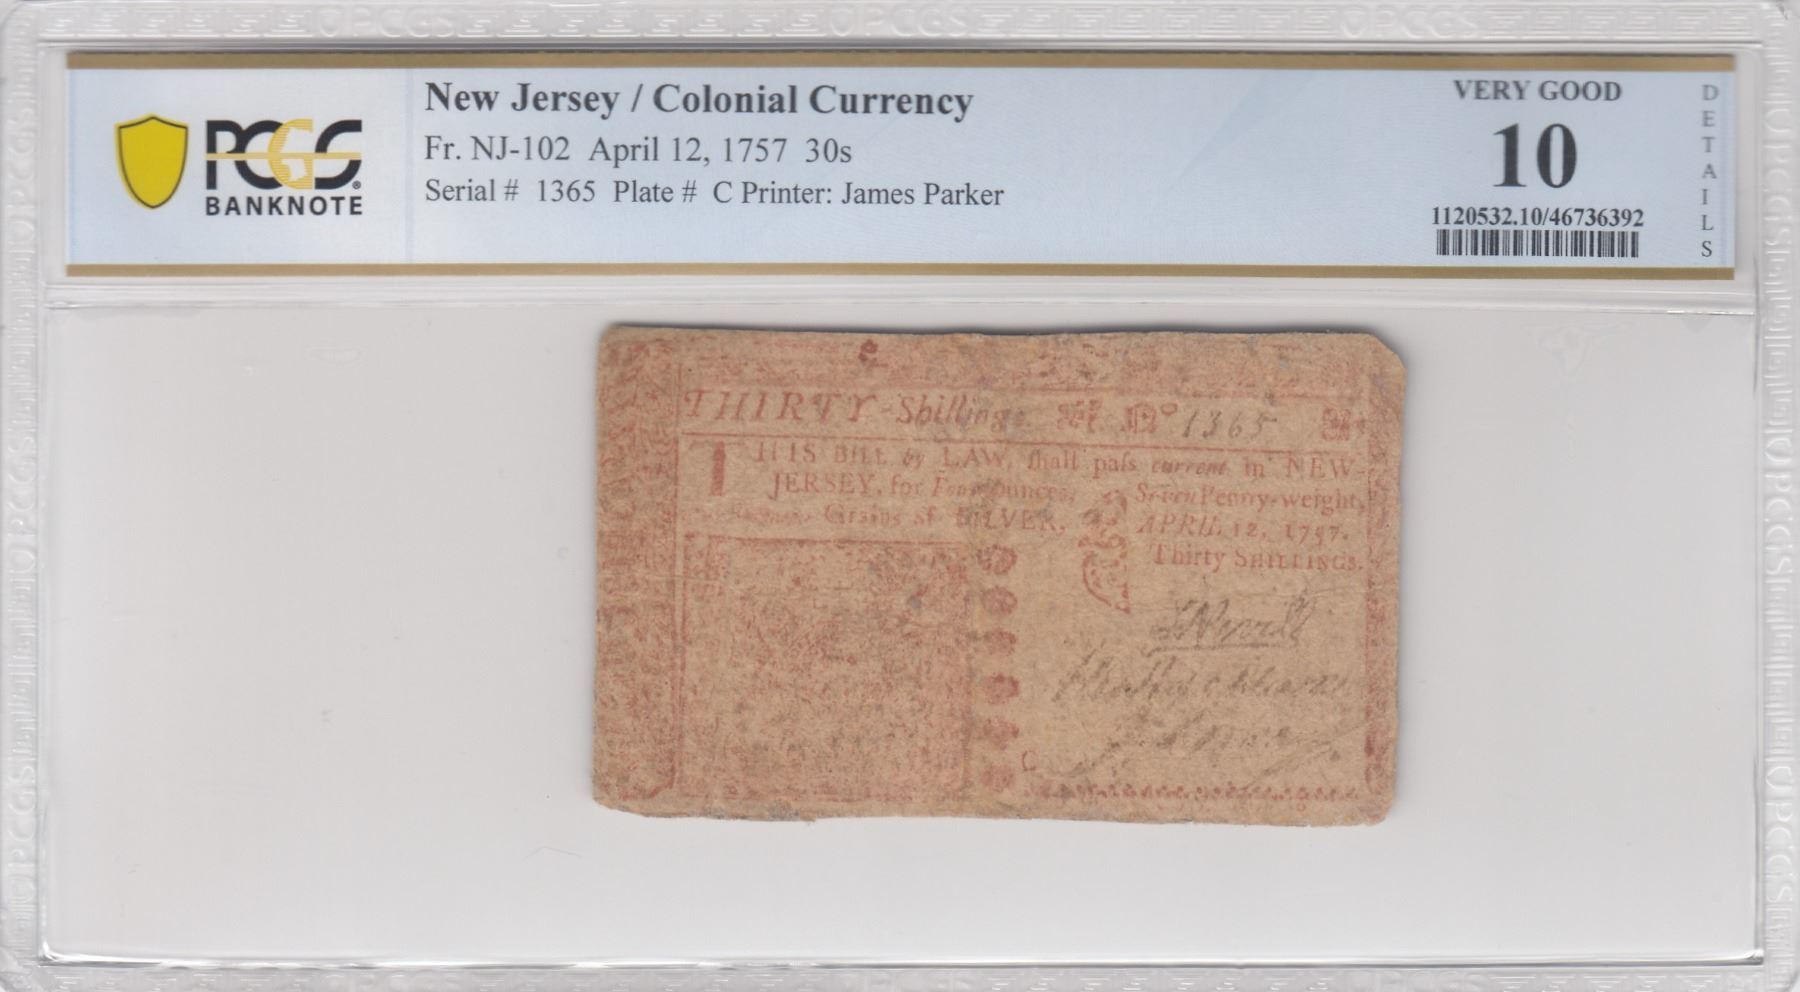 New Jersey / Colonial Currency
Fr. NJ-102 April 12, 1757 30s
Serial # 1365 Plate # C Printer: James Parker
PCGS
BANKNOTE
VERY GOOD
10
1120532.10/46736392
DETAILS
THIRTY-Shillings. No 1365
THIS BILL by LAW, shall pass current in NEW-
JERSEY, for Four Ounces, Seven Penny-weight,
Grains of SILVER. APRIL 12, 1757.
Thirty SHILLINGS.
C